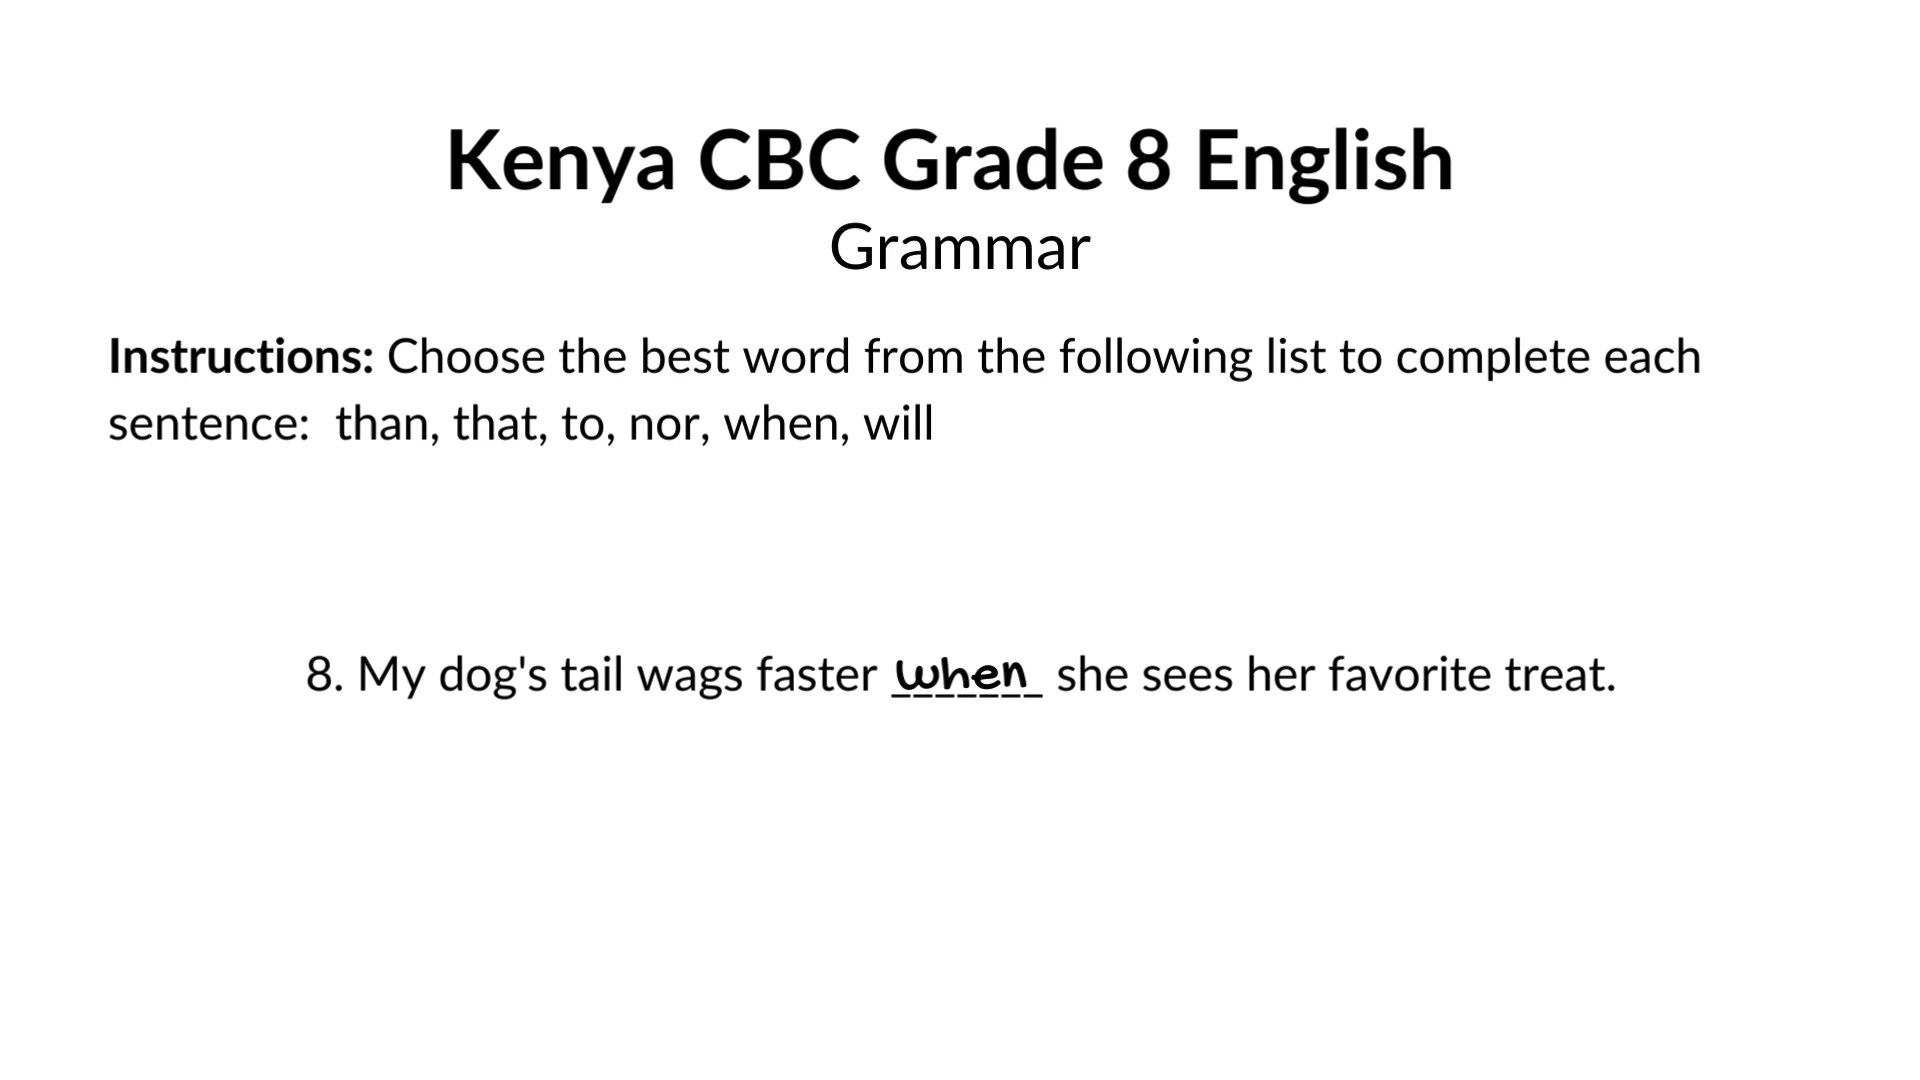 Kenya CBC Grade 8 English
Grammar
Instructions: Choose the best word from the following list to complete each
sentence:  than, that, to, nor, when, will
8. My dog's tail wags faster when she sees her favorite treat.